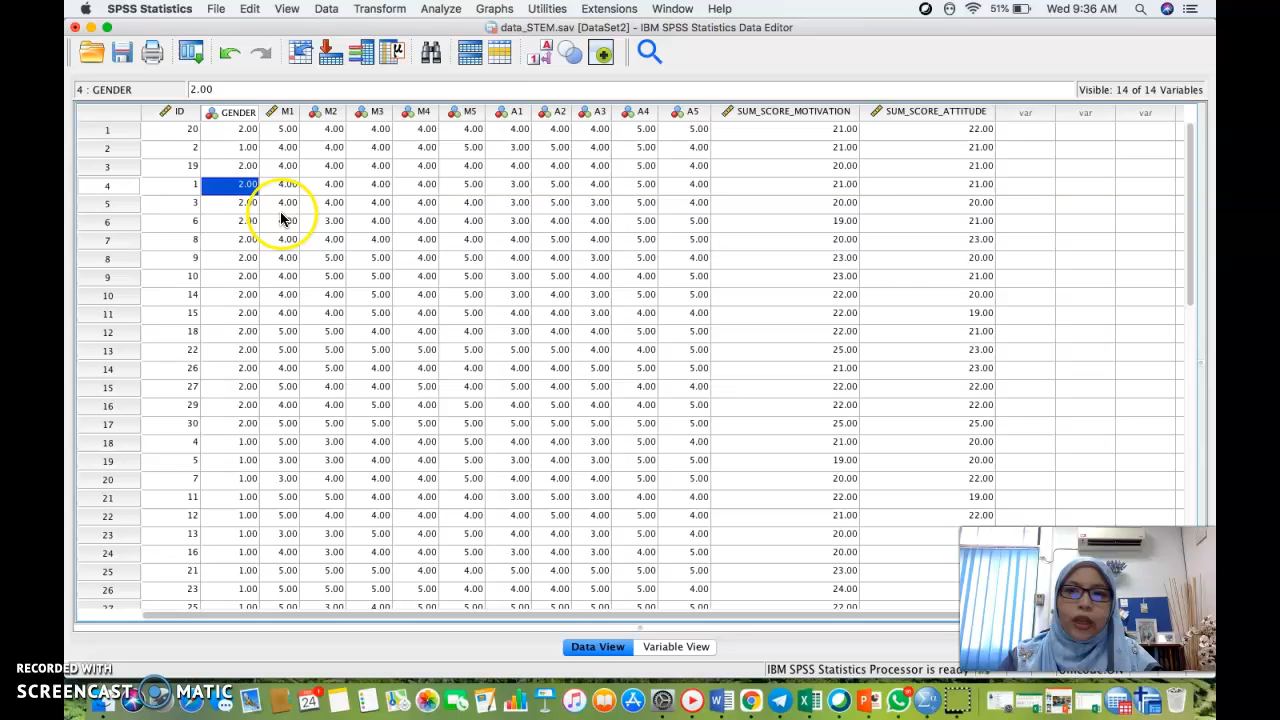 SPSS Statistics File Edit View Data Transform Analyze Graphs Utilities Extensions Window Help 51% Wed 9:36 AM
data_STEM.sav [DataSet2] - IBM SPSS Statistics Data Editor
4 : GENDER 2.00 Visible: 14 of 14 Variables
ID GENDER M1 M2 M3 M4 M5 A1 A2 A3 A4 A5 SUM_SCORE_MOTIVATION SUM_SCORE_ATTITUDE var var var
1 20 2.00 5.00 4.00 4.00 4.00 4.00 4.00 4.00 4.00 5.00 5.00 21.00 22.00
2 2 1.00 4.00 4.00 4.00 4.00 5.00 3.00 5.00 4.00 5.00 4.00 21.00 21.00
3 19 2.00 4.00 4.00 4.00 4.00 4.00 4.00 4.00 4.00 4.00 5.00 20.00 21.00
4 1 2.00 4.00 4.00 4.00 4.00 5.00 3.00 5.00 4.00 5.00 4.00 21.00 21.00
5 3 2.00 4.00 4.00 4.00 4.00 4.00 3.00 5.00 3.00 5.00 4.00 20.00 20.00
6 6 2.00 3.00 4.00 4.00 4.00 3.00 5.00 4.00 4.00 5.00 19.00 21.00
7 8 2.00 4.00 4.00 4.00 4.00 4.00 4.00 5.00 4.00 5.00 5.00 20.00 23.00
8 9 2.00 4.00 5.00 5.00 4.00 5.00 3.00 5.00 3.00 5.00 4.00 23.00 20.00
9 10 2.00 4.00 5.00 5.00 4.00 5.00 3.00 5.00 4.00 4.00 5.00 23.00 21.00
10 14 2.00 4.00 4.00 5.00 4.00 5.00 3.00 4.00 3.00 5.00 5.00 22.00 20.00
11 15 2.00 4.00 5.00 4.00 4.00 5.00 3.00 4.00 3.00 4.00 5.00 22.00 19.00
12 18 2.00 5.00 5.00 4.00 4.00 4.00 3.00 4.00 4.00 5.00 5.00 22.00 21.00
13 22 2.00 5.00 5.00 5.00 5.00 5.00 5.00 5.00 4.00 4.00 5.00 25.00 23.00
14 26 2.00 4.00 5.00 4.00 4.00 4.00 5.00 4.00 5.00 4.00 5.00 21.00 23.00
15 27 2.00 5.00 4.00 4.00 5.00 4.00 5.00 4.00 5.00 4.00 4.00 22.00 22.00
16 29 2.00 4.00 4.00 5.00 4.00 5.00 4.00 5.00 4.00 4.00 5.00 22.00 22.00
17 30 2.00 5.00 5.00 5.00 5.00 5.00 5.00 5.00 5.00 5.00 5.00 25.00 25.00
18 4 1.00 5.00 3.00 4.00 4.00 5.00 4.00 4.00 3.00 5.00 4.00 21.00 20.00
19 5 1.00 3.00 3.00 4.00 4.00 5.00 3.00 4.00 3.00 5.00 5.00 19.00 20.00
20 7 1.00 3.00 4.00 4.00 4.00 5.00 4.00 5.00 4.00 4.00 5.00 20.00 22.00
21 11 1.00 5.00 5.00 4.00 4.00 4.00 3.00 5.00 3.00 4.00 4.00 22.00 19.00
22 12 1.00 5.00 4.00 4.00 4.00 4.00 4.00 5.00 4.00 5.00 4.00 21.00 22.00
23 13 1.00 3.00 3.00 5.00 4.00 5.00 4.00 4.00 3.00 4.00 5.00 20.00
24 16 1.00 4.00 3.00 4.00 4.00 5.00 3.00 4.00 3.00 4.00 5.00 20.00
25 21 1.00 5.00 5.00 5.00 4.00 4.00 5.00 5.00 5.00 5.00 5.00 23.00
26 23 1.00 5.00 5.00 5.00 5.00 4.00 5.00 5.00 5.00 5.00 4.00 24.00
27 25 1.00 5.00 3.00 4.00 5.00 5.00 5.00 5.00 5.00 5.00 5.00 22.00
Data View Variable View
IBM SPSS Statistics Processor is ready
RECORDED WITH
SCREENCAST MATIC